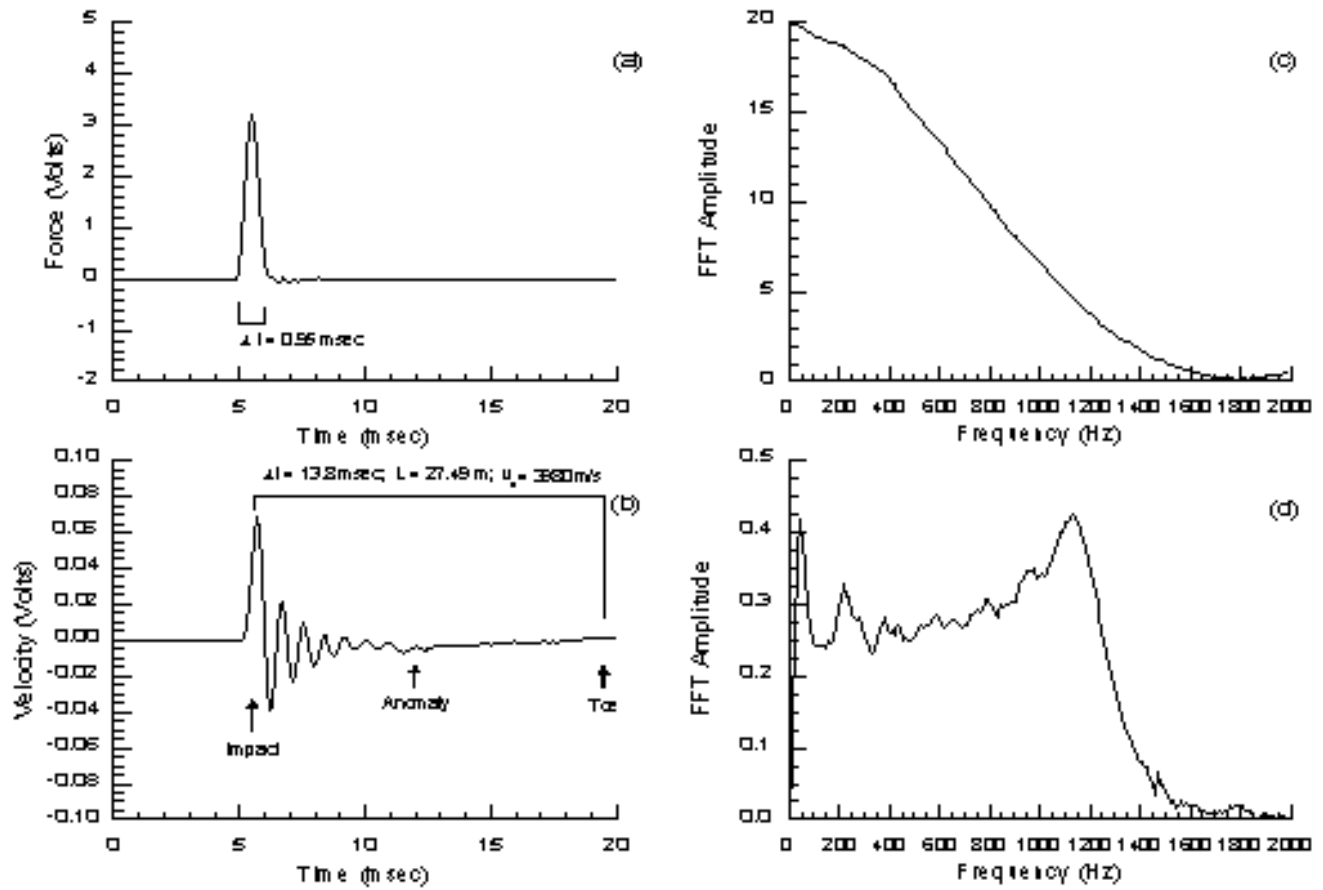 5
4
3
2
1
0
-1
-2
Force (Volts)
(a)
= 0.95 msec
0 5 10 15 20
Time (msec)
20
15
10
5
0
FFT Amplitude
(c)
0 200 400 600 800 1000 1200 1400 1600 1800 2000
Frequency (Hz)
0.10
0.08
0.06
0.04
0.02
0.00
-0.02
-0.04
-0.06
-0.08
-0.10
Velocity (Volts)
= 13.8 msec; L = 27.49 m; = 3980 m/s
(b)
Impact
Anomaly
Toe
0 5 10 15 20
Time (msec)
0.5
0.4
0.3
0.2
0.1
0.0
FFT Amplitude
(d)
0 200 400 600 800 1000 1200 1400 1600 1800 2000
Frequency (Hz)